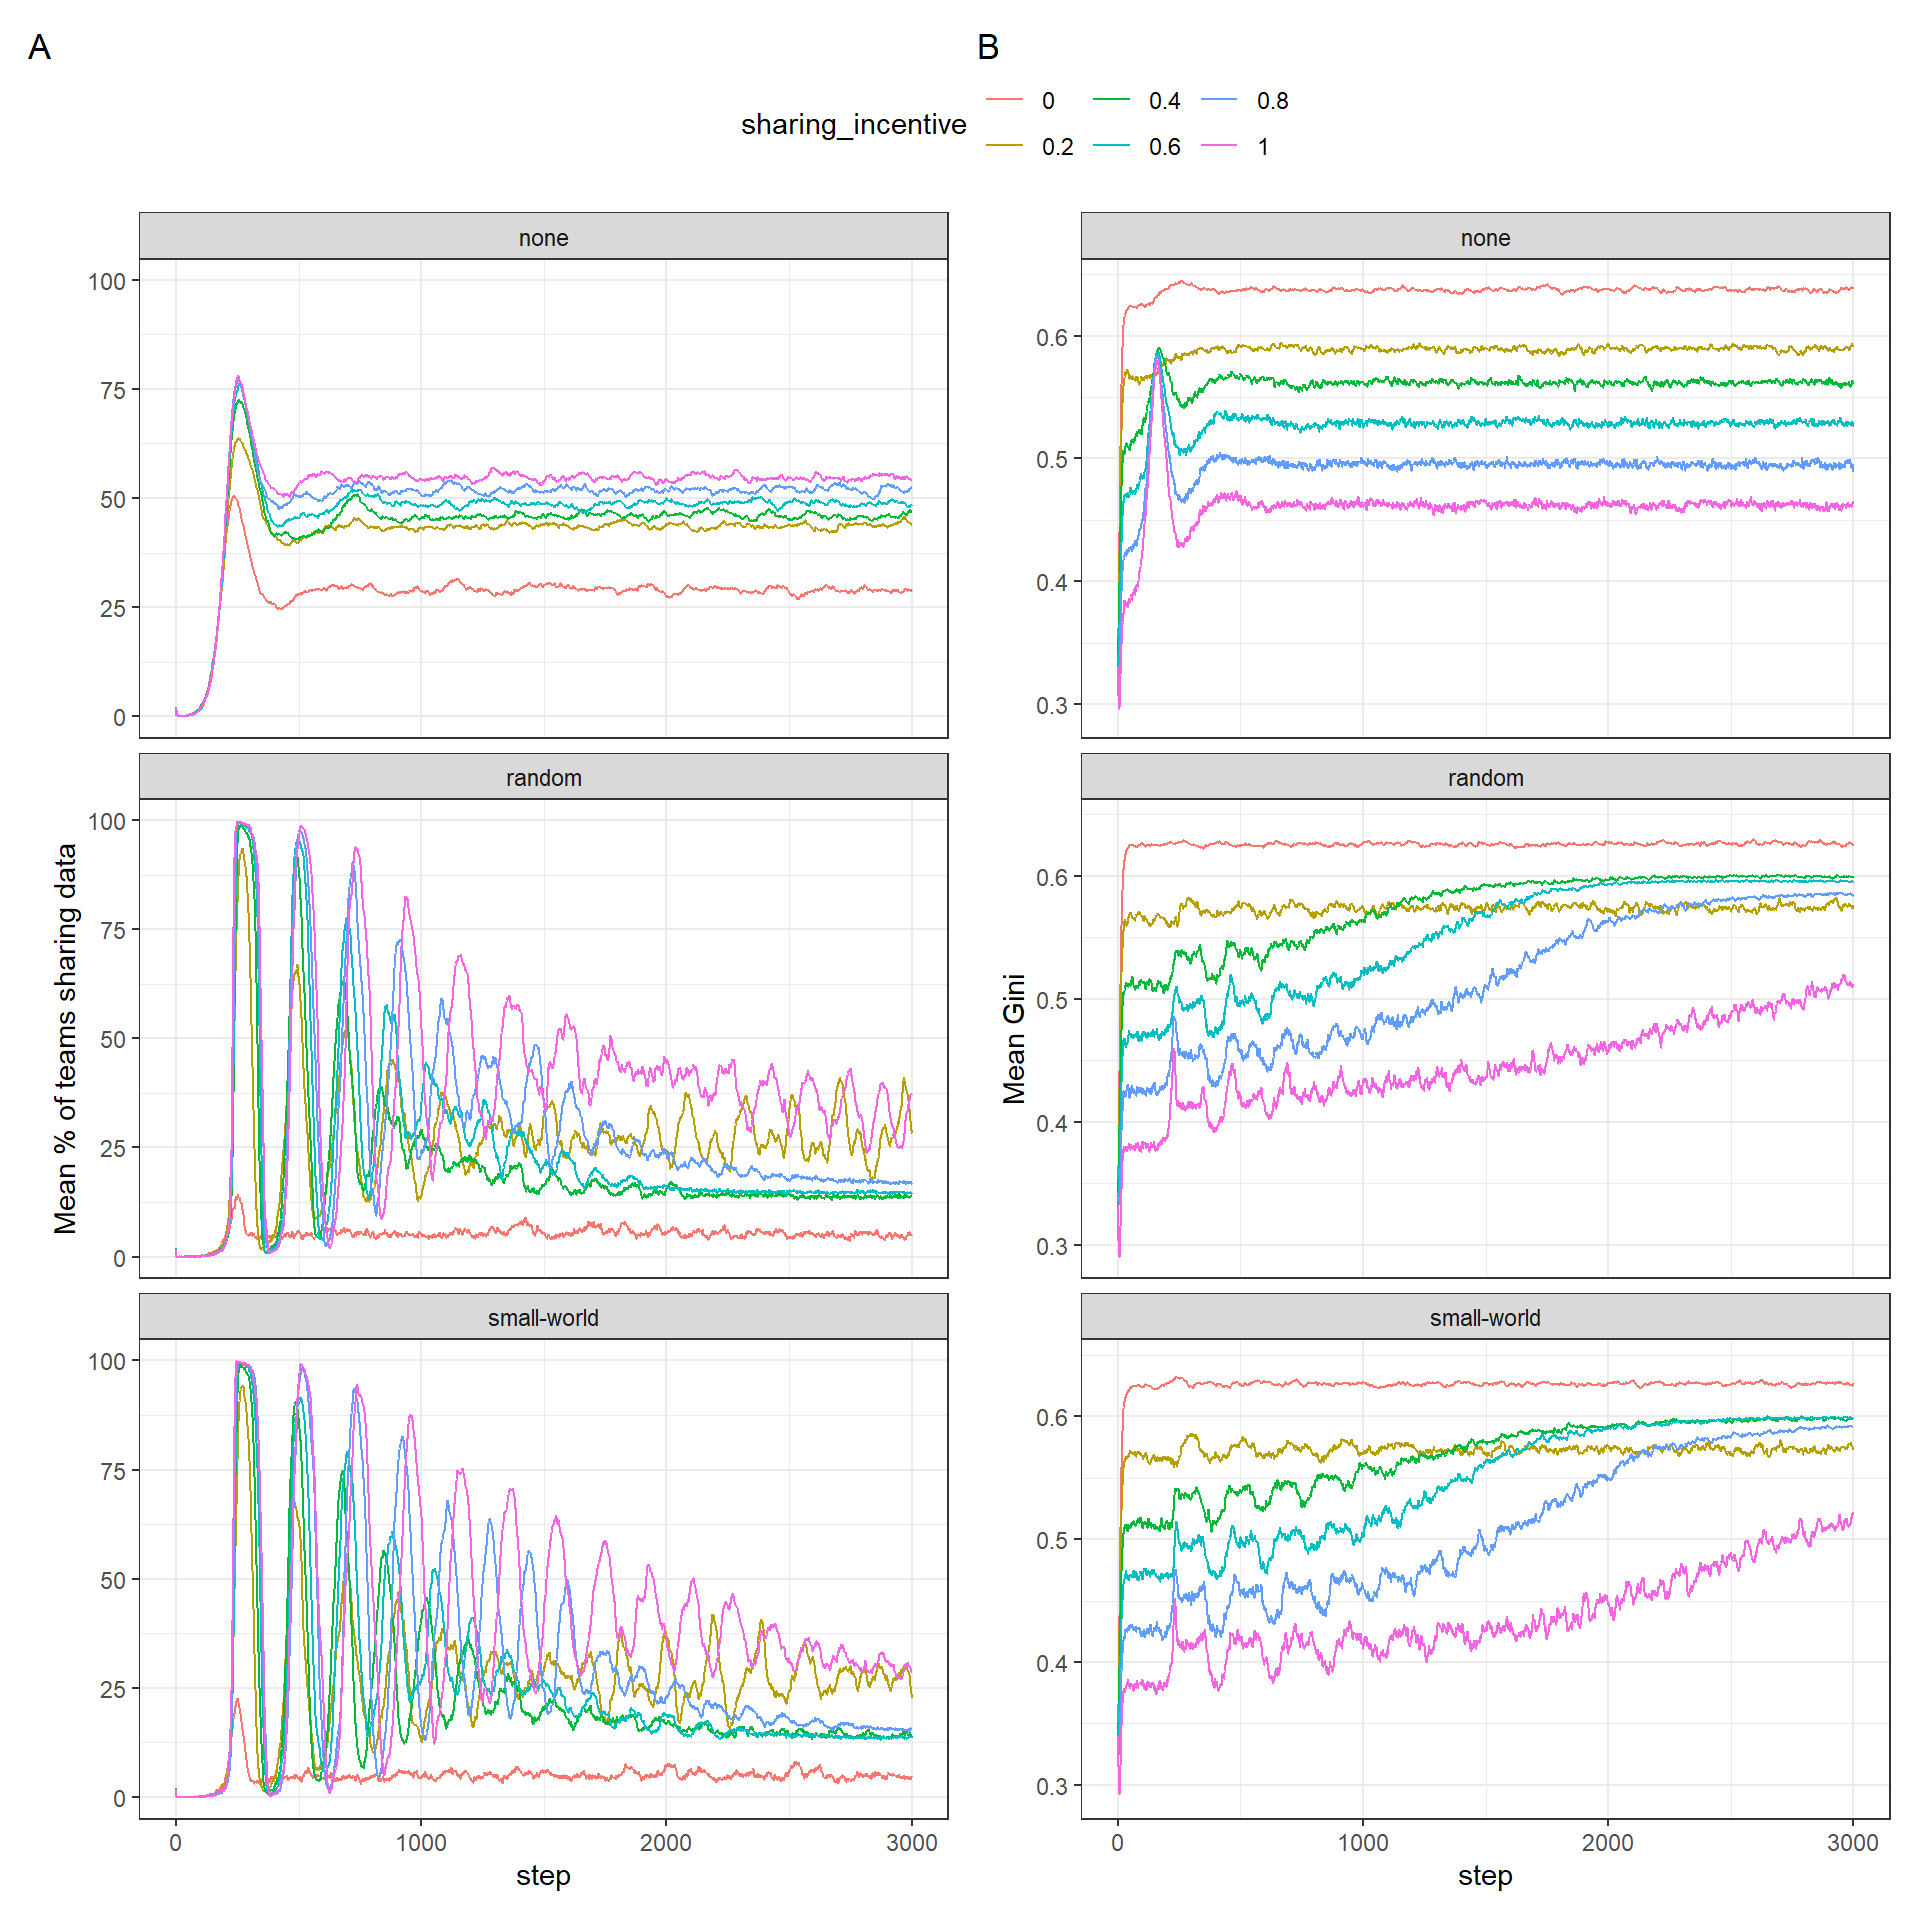 A
B
sharing_incentive
0 0.4 0.8
0.2 0.6 1
none
100
75
50
25
0
random
100
75
50
25
0
small-world
100
75
50
25
0
0 1000 2000 3000
step
Mean % of teams sharing data
none
0.6
0.5
0.4
0.3
random
0.6
0.5
0.4
0.3
small-world
0.6
0.5
0.4
0.3
0 1000 2000 3000
step
Mean Gini